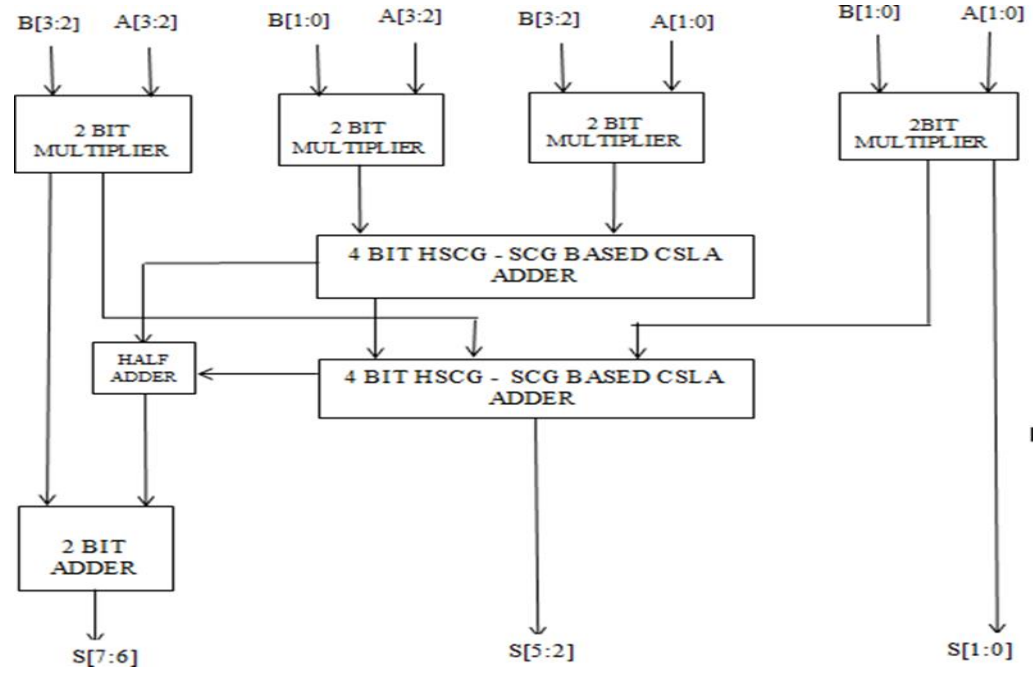 B[3:2] A[3:2] B[1:0] A[3:2] B[3:2] A[1:0] B[1:0] A[1:0]
2 BIT
MULTIPLIER
2 BIT
MULTIPLIER
2 BIT
MULTIPLIER
2BIT
MULTIPLIER
4 BIT HSCG - SCG BASED CSLA
ADDER
HALF
ADDER
4 BIT HSCG - SCG BASED CSLA
ADDER
2 BIT
ADDER
S[7:6]
S[5:2]
S[1:0]